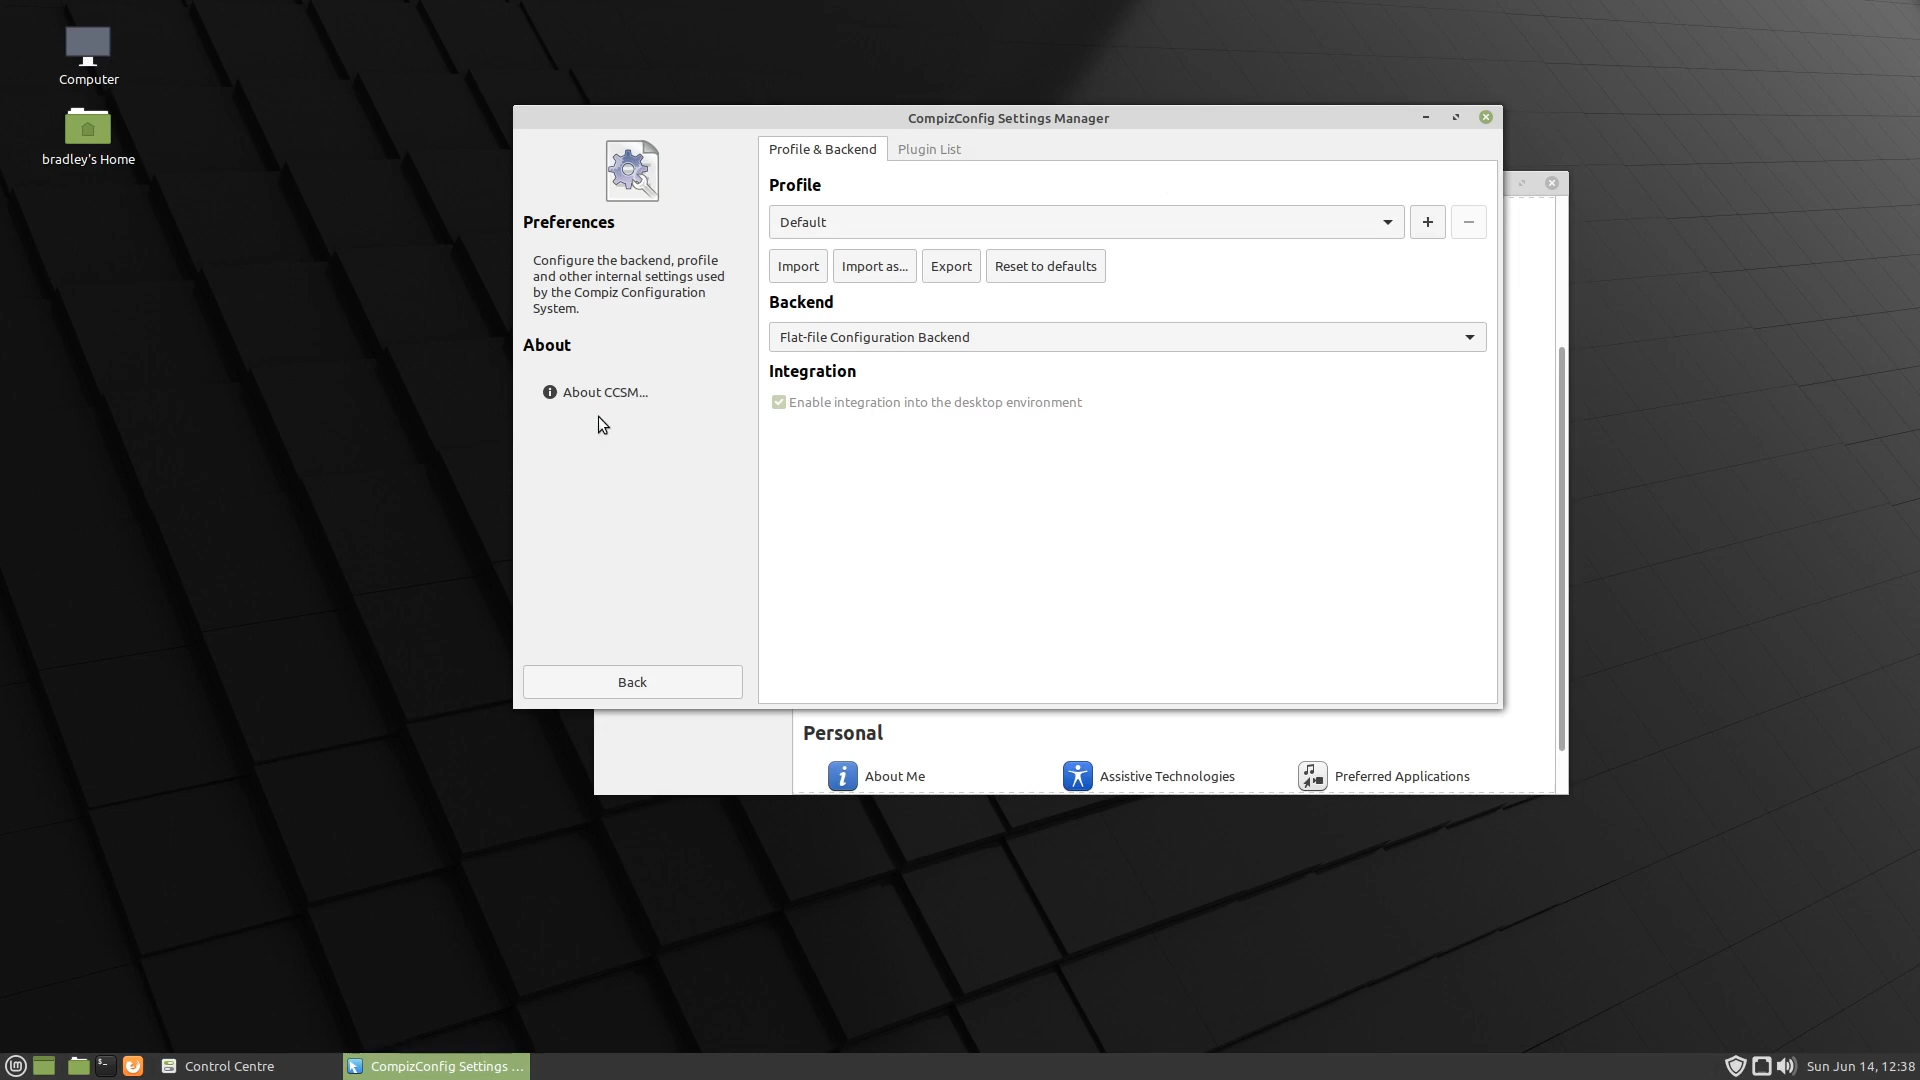 Computer
bradley's Home
CompizConfig Settings Manager
Preferences
Configure the backend, profile
and other internal settings used
by the Compiz Configuration
System.
About
About CCSM...
Back
Profile & Backend
Plugin List
Profile
Default
Import
Import as...
Export
Reset to defaults
Backend
Flat-file Configuration Backend
Integration
Enable integration into the desktop environment
Personal
About Me
Assistive Technologies
Preferred Applications
Control Centre
CompizConfig Settings ...
Sun Jun 14, 12:38